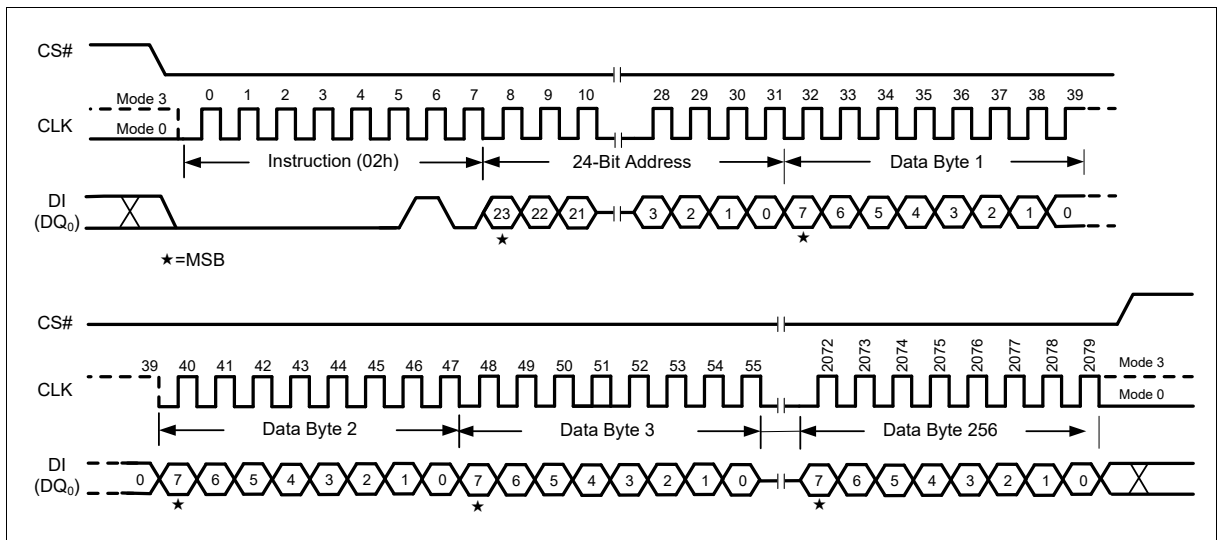 CS#
Mode 3 0 1 2 3 4 5 6 7 8 9 10 28 29 30 31 32 33 34 35 36 37 38 39
CLK Mode 0
Instruction (02h) 24-Bit Address Data Byte 1
DI
(DQ₀) 23 22 21 3 2 1 0 7 6 5 4 3 2 1 0
★ ★
★=MSB
CS#
39 40 41 42 43 44 45 46 47 48 49 50 51 52 53 54 55 2072 2073 2074 2075 2076 2077 2078 2079 Mode 3
CLK Mode 0
Data Byte 2 Data Byte 3 Data Byte 256
DI
(DQ₀) 0 7 6 5 4 3 2 1 0 7 6 5 4 3 2 1 0 7 6 5 4 3 2 1 0
★ ★ ★